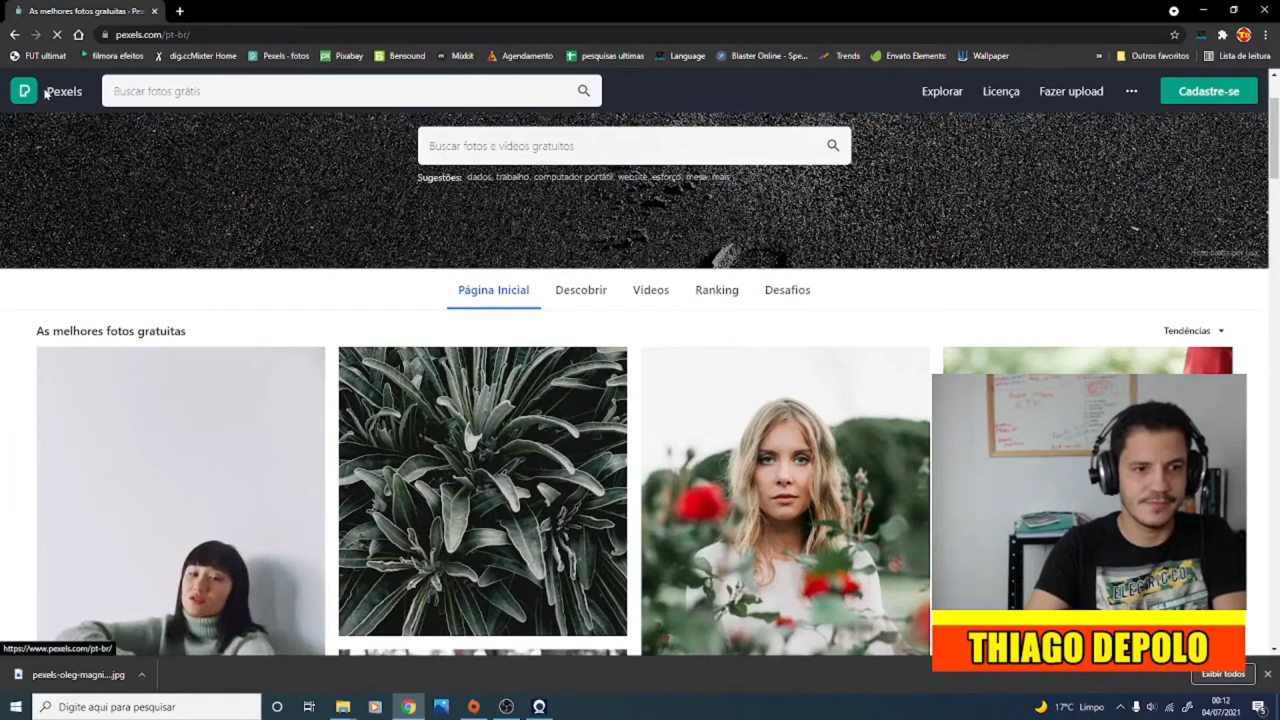 As melhores fotos gratuitas · Pe
pexels.com/pt-br/
FUT ultimat
filmora efeitos
dig.ccMixter Home
Pexels - fotos
Pixabay
Bensound
Mixkit
Agendamento
pesquisas ultimas
Language
Blaster Online - Spe...
Trends
Envato Elements:
Wallpaper
»
Outros favoritos
Lista de leitura
Pexels
Buscar fotos grátis
Explorar
Licença
Fazer upload
Cadastre-se
Buscar fotos e vídeos gratuitos
Sugestões: dados, trabalho, computador portátil, website, esforço, mesa, mais
Página Inicial
Descobrir
Vídeos
Ranking
Desafios
As melhores fotos gratuitas
Tendências
ELECTRIC CO
https://www.pexels.com/pt-br/
THIAGO DEPOLO
pexels-oleg-magni....jpg
Exibir todos
Digite aqui para pesquisar
17°C Limpo
00:12
04/07/2021